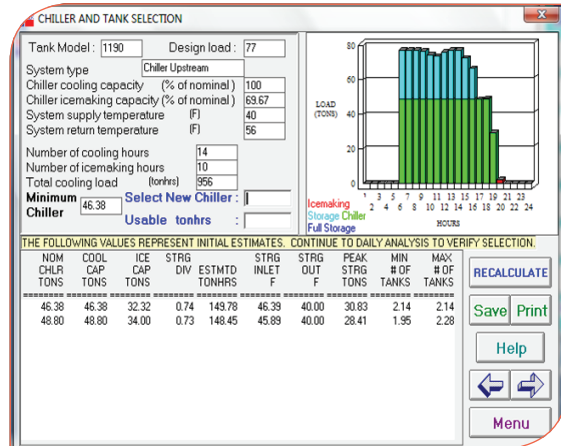 CHILLER AND TANK SELECTION
X
Tank Model : 1190 Design load : 77
System type Chiller Upstream
Chiller cooling capacity (% of nominal) 100
Chiller icemaking capacity (% of nominal) 69.67
System supply temperature (F) 40
System return temperature (F) 56
Number of cooling hours 14
Number of icemaking hours 10
Total cooling load (tonhrs) 956
Minimum Chiller 46.38 Select New Chiller :
Usable tonhrs :
80
60
LOAD
(TONS) 40
20
0
1 3 5 7 9 11 13 15 17 19 21 23
2 4 6 8 10 12 14 16 18 20 22 24
HOURS
Icemaking
Storage Chiller
Full Storage
THE FOLLOWING VALUES REPRESENT INITIAL ESTIMATES. CONTINUE TO DAILY ANALYSIS TO VERIFY SELECTION.
NOM COOL ICE STRG STRG STRG PEAK MIN MAX
CHLR CAP CAP DIV ESTMTD INLET OUT STRG # OF # OF
TONS TONS TONS TONHRS F F TONS TANKS TANKS
46.38 46.38 32.32 0.74 149.78 46.39 40.00 30.83 2.14 2.14
48.80 48.80 34.00 0.73 148.45 45.89 40.00 28.41 1.95 2.28
RECALCULATE
Save Print
Help
Menu